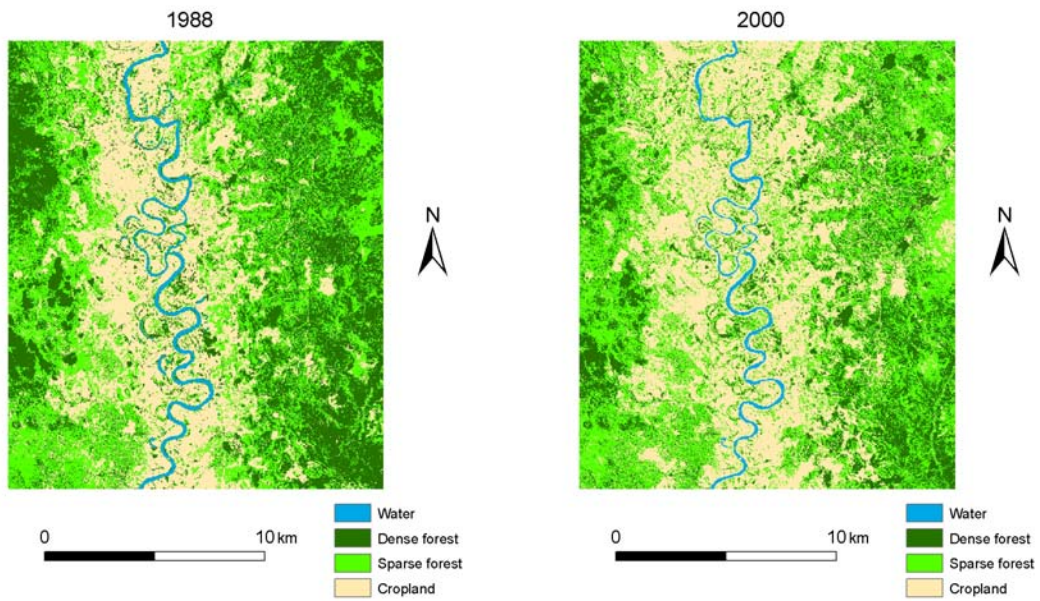 1988
2000
N
N
0 10 km
Water
Dense forest
Sparse forest
Cropland
0 10 km
Water
Dense forest
Sparse forest
Cropland